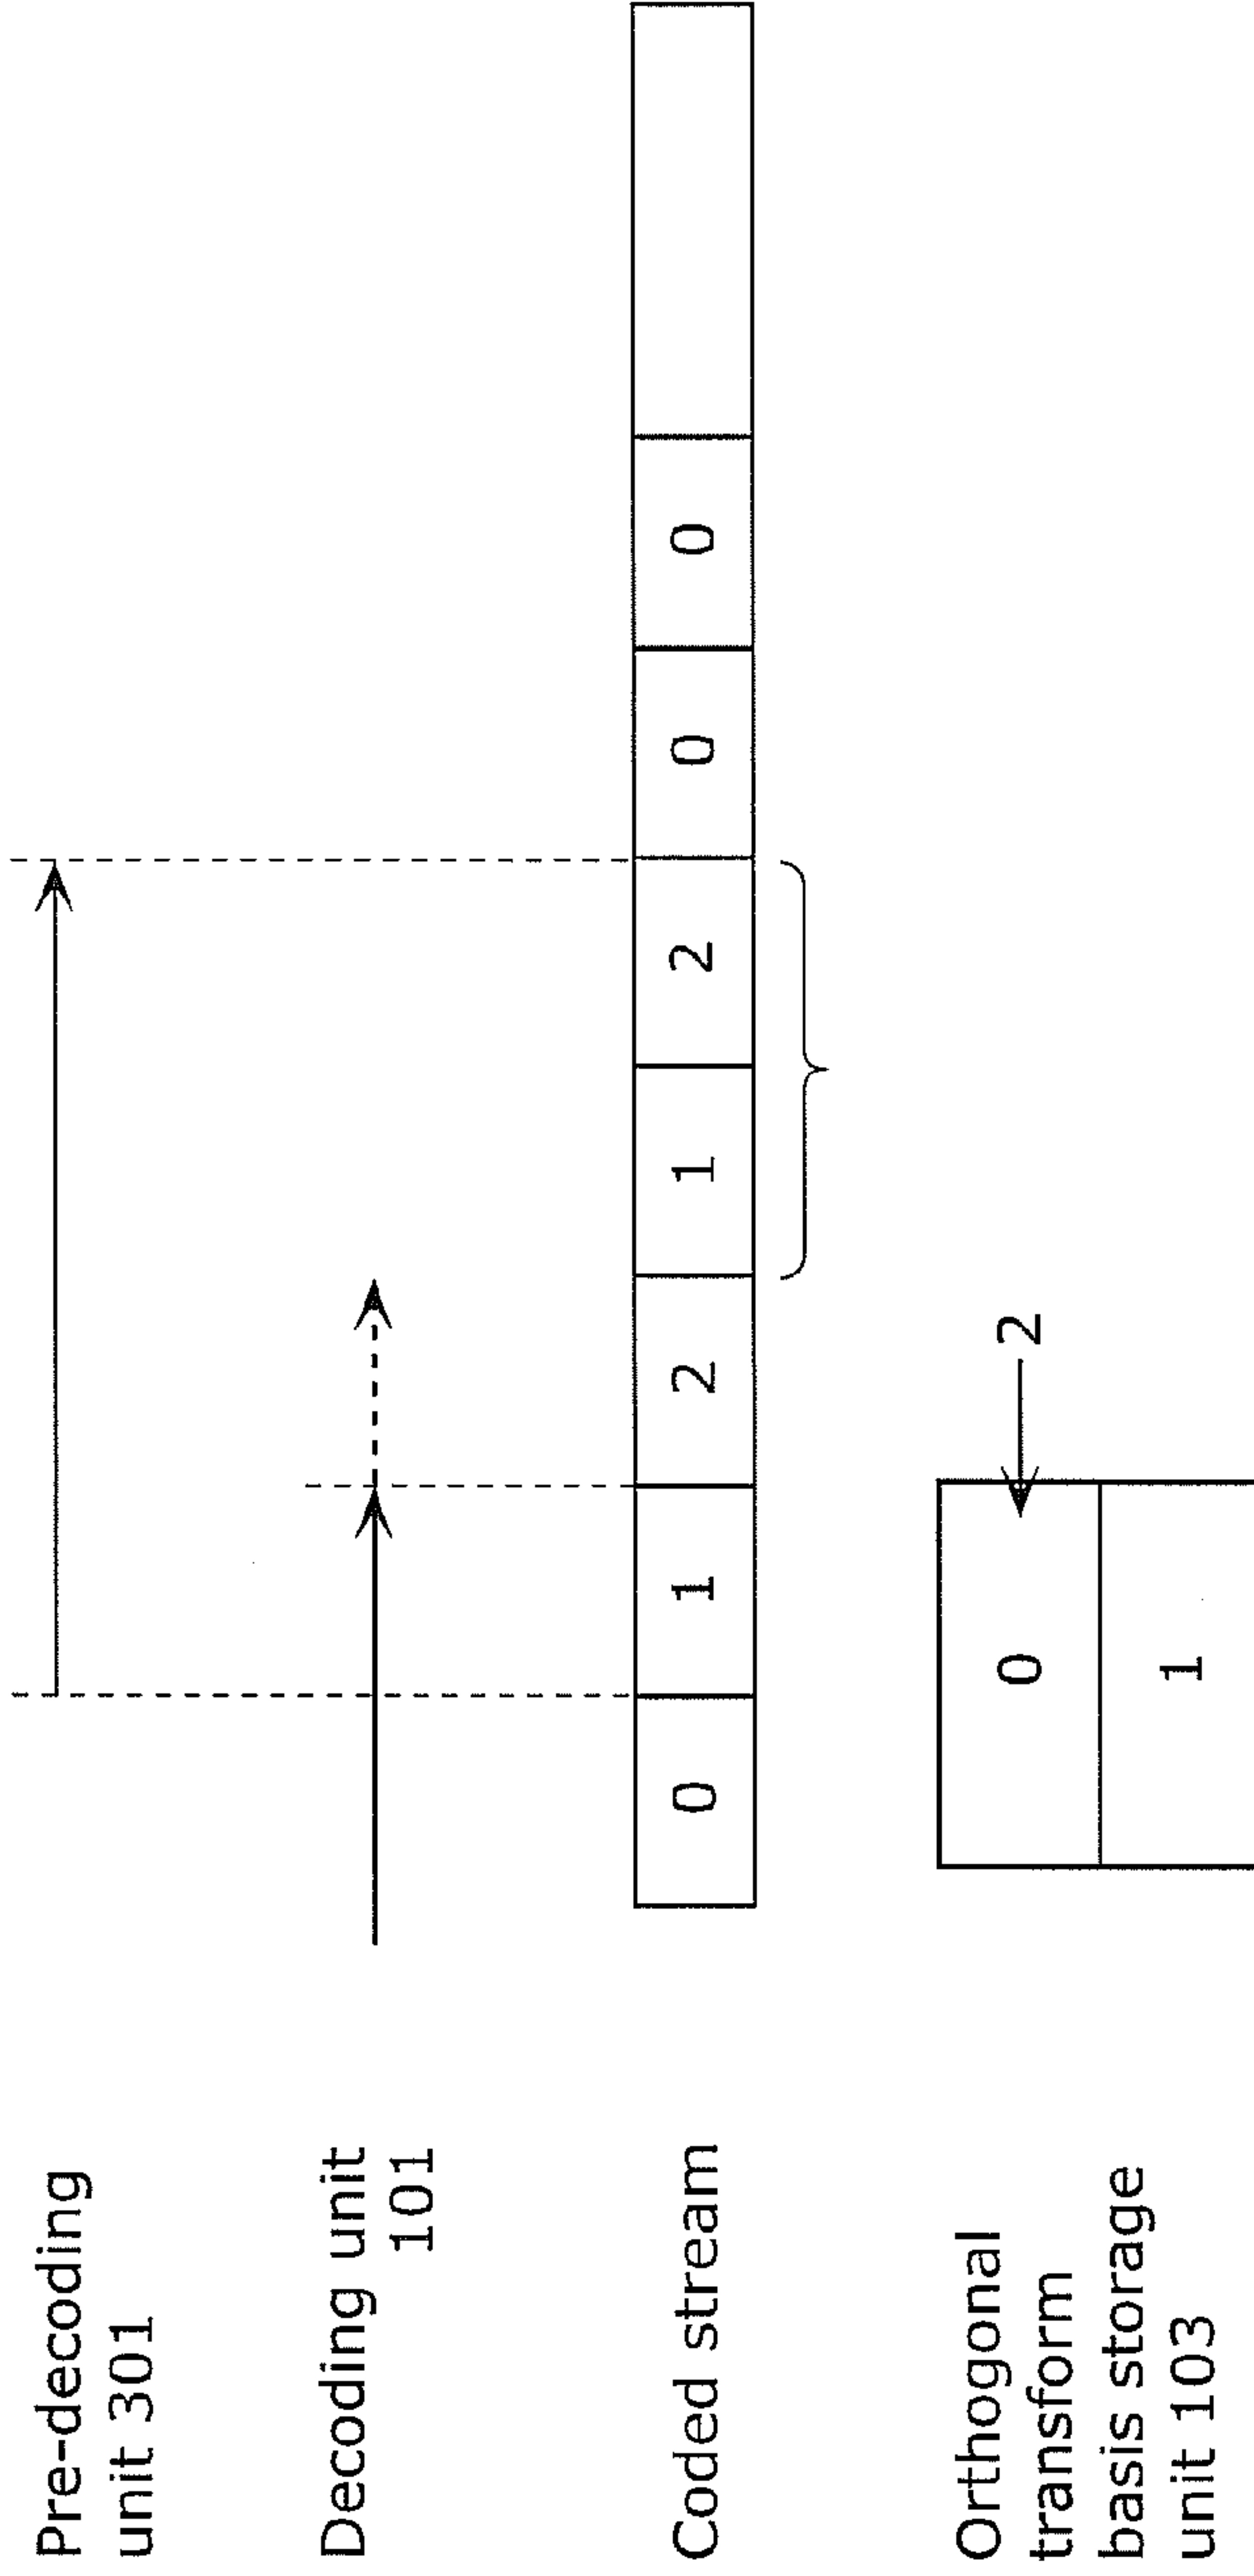 Pre-decoding
unit 301
Decoding unit
101
Coded stream
0 1 2 1 2 0 0
Orthogonal
transform
basis storage
unit 103
0
2
1